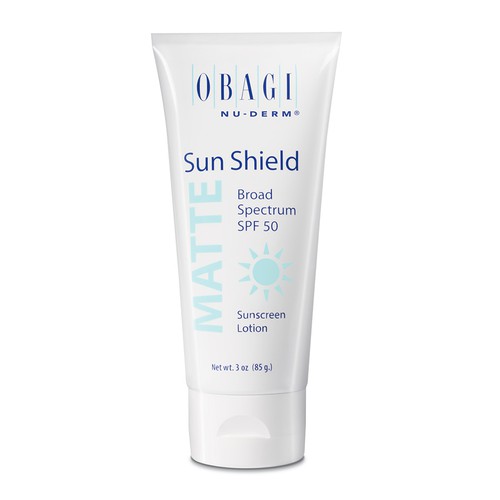 OBAGI
NU-DERM®
Sun Shield
MATTE
Broad
Spectrum
SPF 50
Sunscreen
Lotion
Net wt. 3 oz (85 g.)